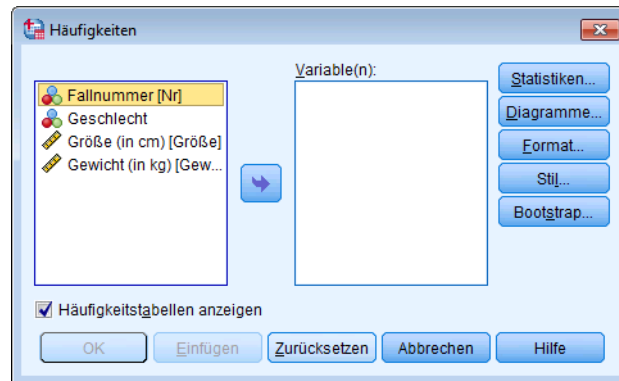 Häufigkeiten
Variable(n):
Fallnummer [Nr]
Geschlecht
Größe (in cm) [Größe]
Gewicht (in kg) [Gew...
Statistiken...
Diagramme...
Format...
Stil...
Bootstrap...
Häufigkeitstabellen anzeigen
OK
Einfügen
Zurücksetzen
Abbrechen
Hilfe